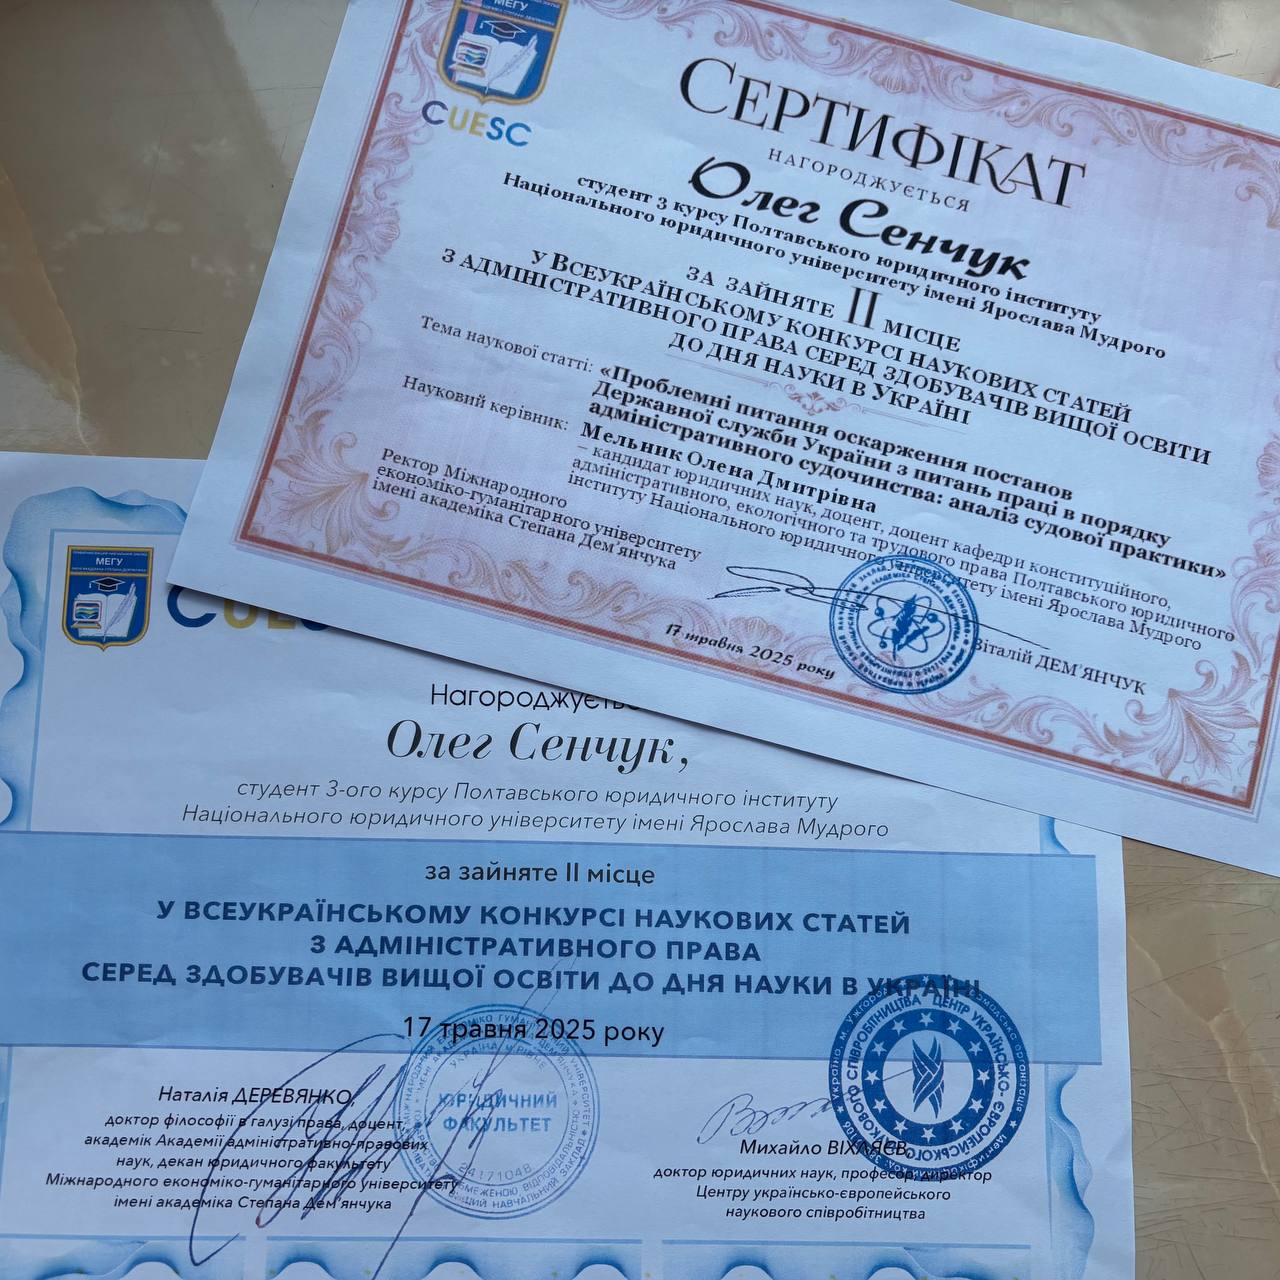 МЕГУ
CUESC
СЕРТИФІКАТ
НАГОРОДЖУЄТЬСЯ
Олег Сенчук
студент 3 курсу Полтавського юридичного інституту
Національного юридичного університету імені Ярослава Мудрого
ЗА ЗАЙНЯТЕ II МІСЦЕ
У ВСЕУКРАЇНСЬКОМУ КОНКУРСІ НАУКОВИХ СТАТЕЙ
З АДМІНІСТРАТИВНОГО ПРАВА СЕРЕД ЗДОБУВАЧІВ ВИЩОЇ ОСВІТИ
ДО ДНЯ НАУКИ В УКРАЇНІ
Тема наукової статті: «Проблемні питання оскарження постанов
Державної служби України з питань праці в порядку
адміністративного судочинства: аналіз судової практики»
Науковий керівник: Мельник Олена Дмитрівна
– кандидат юридичних наук, доцент, доцент кафедри конституційного,
адміністративного, екологічного та трудового права Полтавського юридичного
інституту Національного юридичного університету імені Ярослава Мудрого
Ректор Міжнародного
економіко-гуманітарного університету
імені академіка Степана Дем'янчука
Віталій ДЕМ'ЯНЧУК
17 травня 2025 року
МЕГУ
CUES
Нагороджується
Олег Сенчук,
студент 3-ого курсу Полтавського юридичного інституту
Національного юридичного університету імені Ярослава Мудрого
за зайняте II місце
У ВСЕУКРАЇНСЬКОМУ КОНКУРСІ НАУКОВИХ СТАТЕЙ
З АДМІНІСТРАТИВНОГО ПРАВА
СЕРЕД ЗДОБУВАЧІВ ВИЩОЇ ОСВІТИ ДО ДНЯ НАУКИ В УКРАЇНІ
17 травня 2025 року
Наталія ДЕРЕВЯНКО,
доктор філософії в галузі права, доцент,
академік Академії адміністративно-правових
наук, декан юридичного факультету
Міжнародного економіко-гуманітарного університету
імені академіка Степана Дем'янчука
ЮРИДИЧНИЙ
ФАКУЛЬТЕТ
24171048
Михайло ВІХЛЯЄВ,
доктор юридичних наук, професор, директор
Центру українсько-європейського
наукового співробітництва